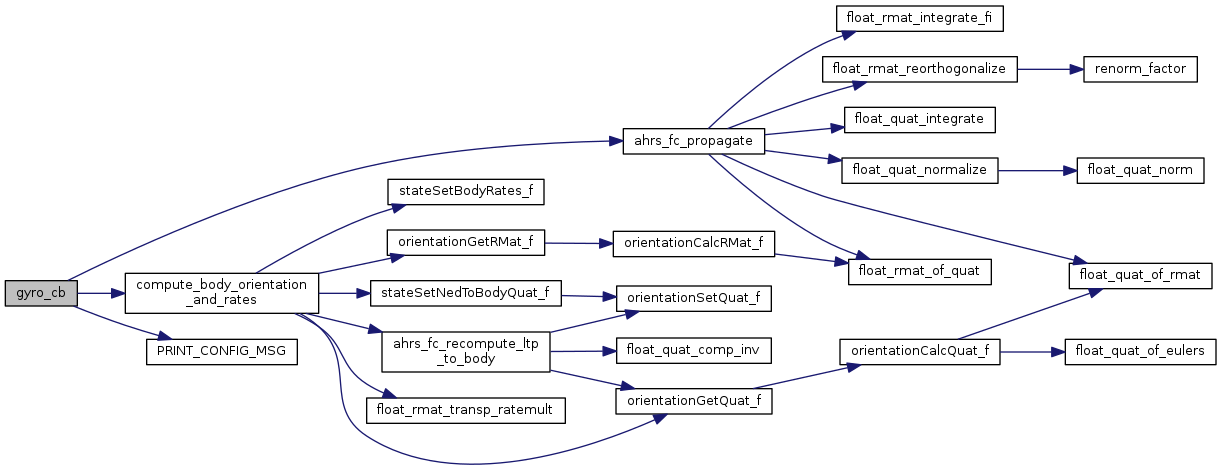 float_rmat_integrate_fi
float_rmat_reorthogonalize
renorm_factor
float_quat_integrate
ahrs_fc_propagate
float_quat_normalize
float_quat_norm
stateSetBodyRates_f
orientationGetRMat_f
orientationCalcRMat_f
float_rmat_of_quat
float_quat_of_rmat
gyro_cb
compute_body_orientation
_and_rates
stateSetNedToBodyQuat_f
orientationSetQuat_f
PRINT_CONFIG_MSG
ahrs_fc_recompute_ltp
_to_body
float_quat_comp_inv
orientationCalcQuat_f
float_quat_of_eulers
float_rmat_transp_ratemult
orientationGetQuat_f